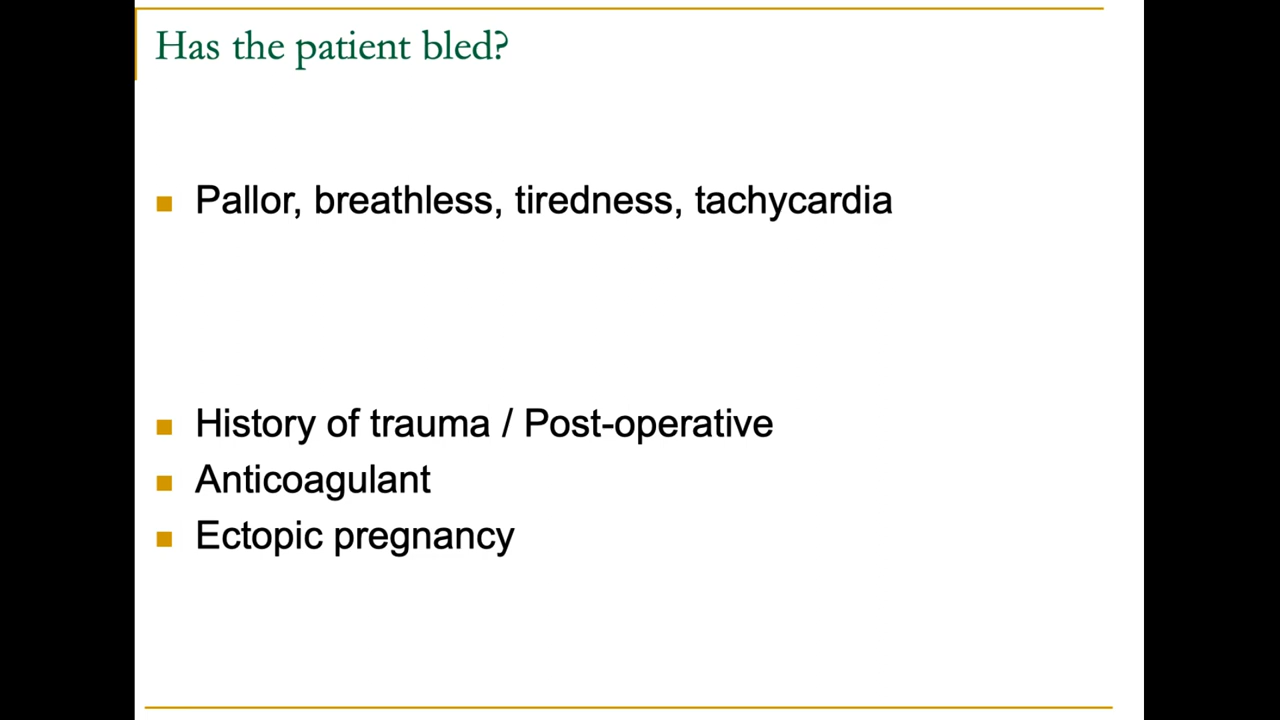 Has the patient bled?
Pallor, breathless, tiredness, tachycardia
History of trauma / Post-operative
Anticoagulant
Ectopic pregnancy